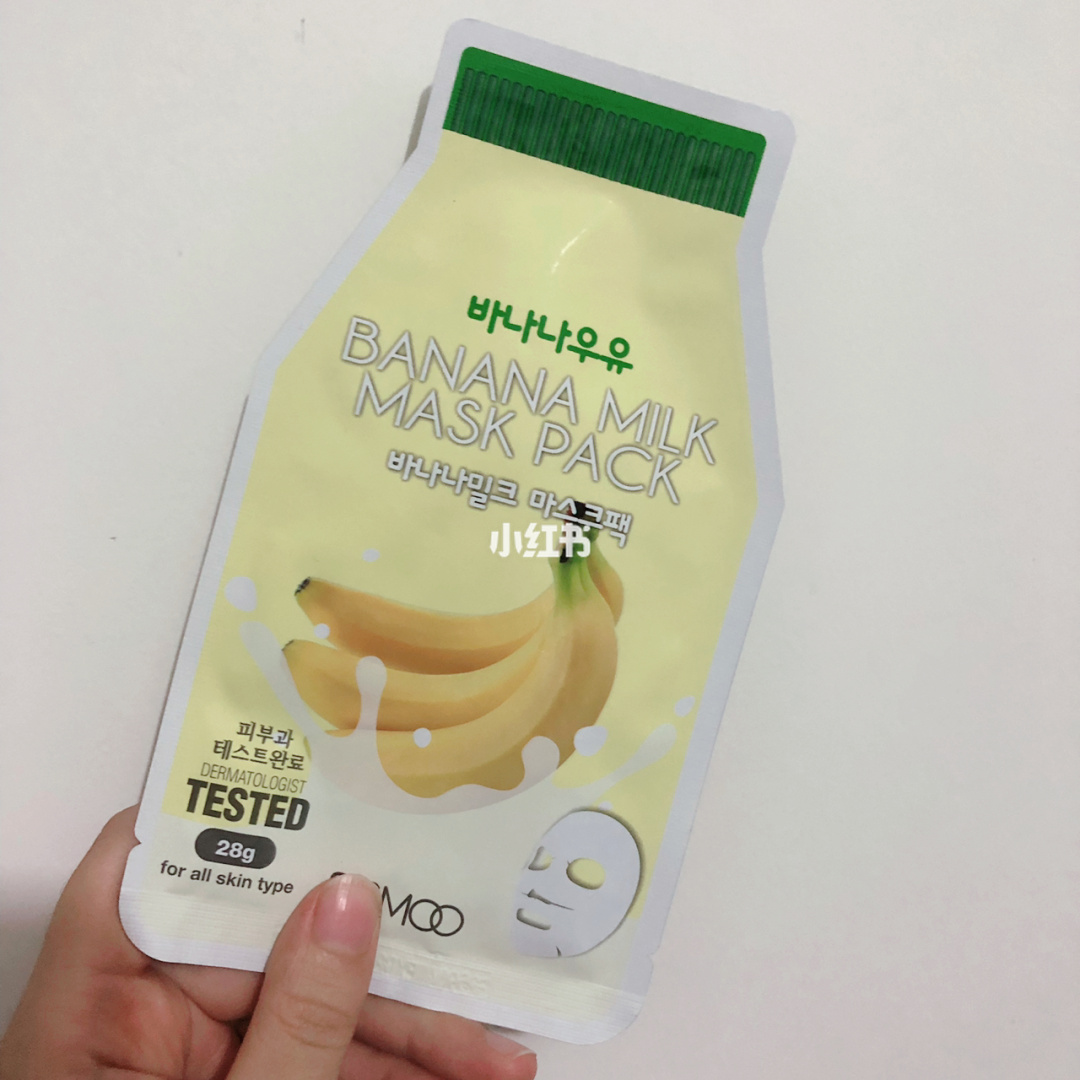 바나나우유
BANANA MILK
MASK PACK
바나나밀크 마스크팩
小红书
피부과
테스트완료
DERMATOLOGIST
TESTED
28g
for all skin type